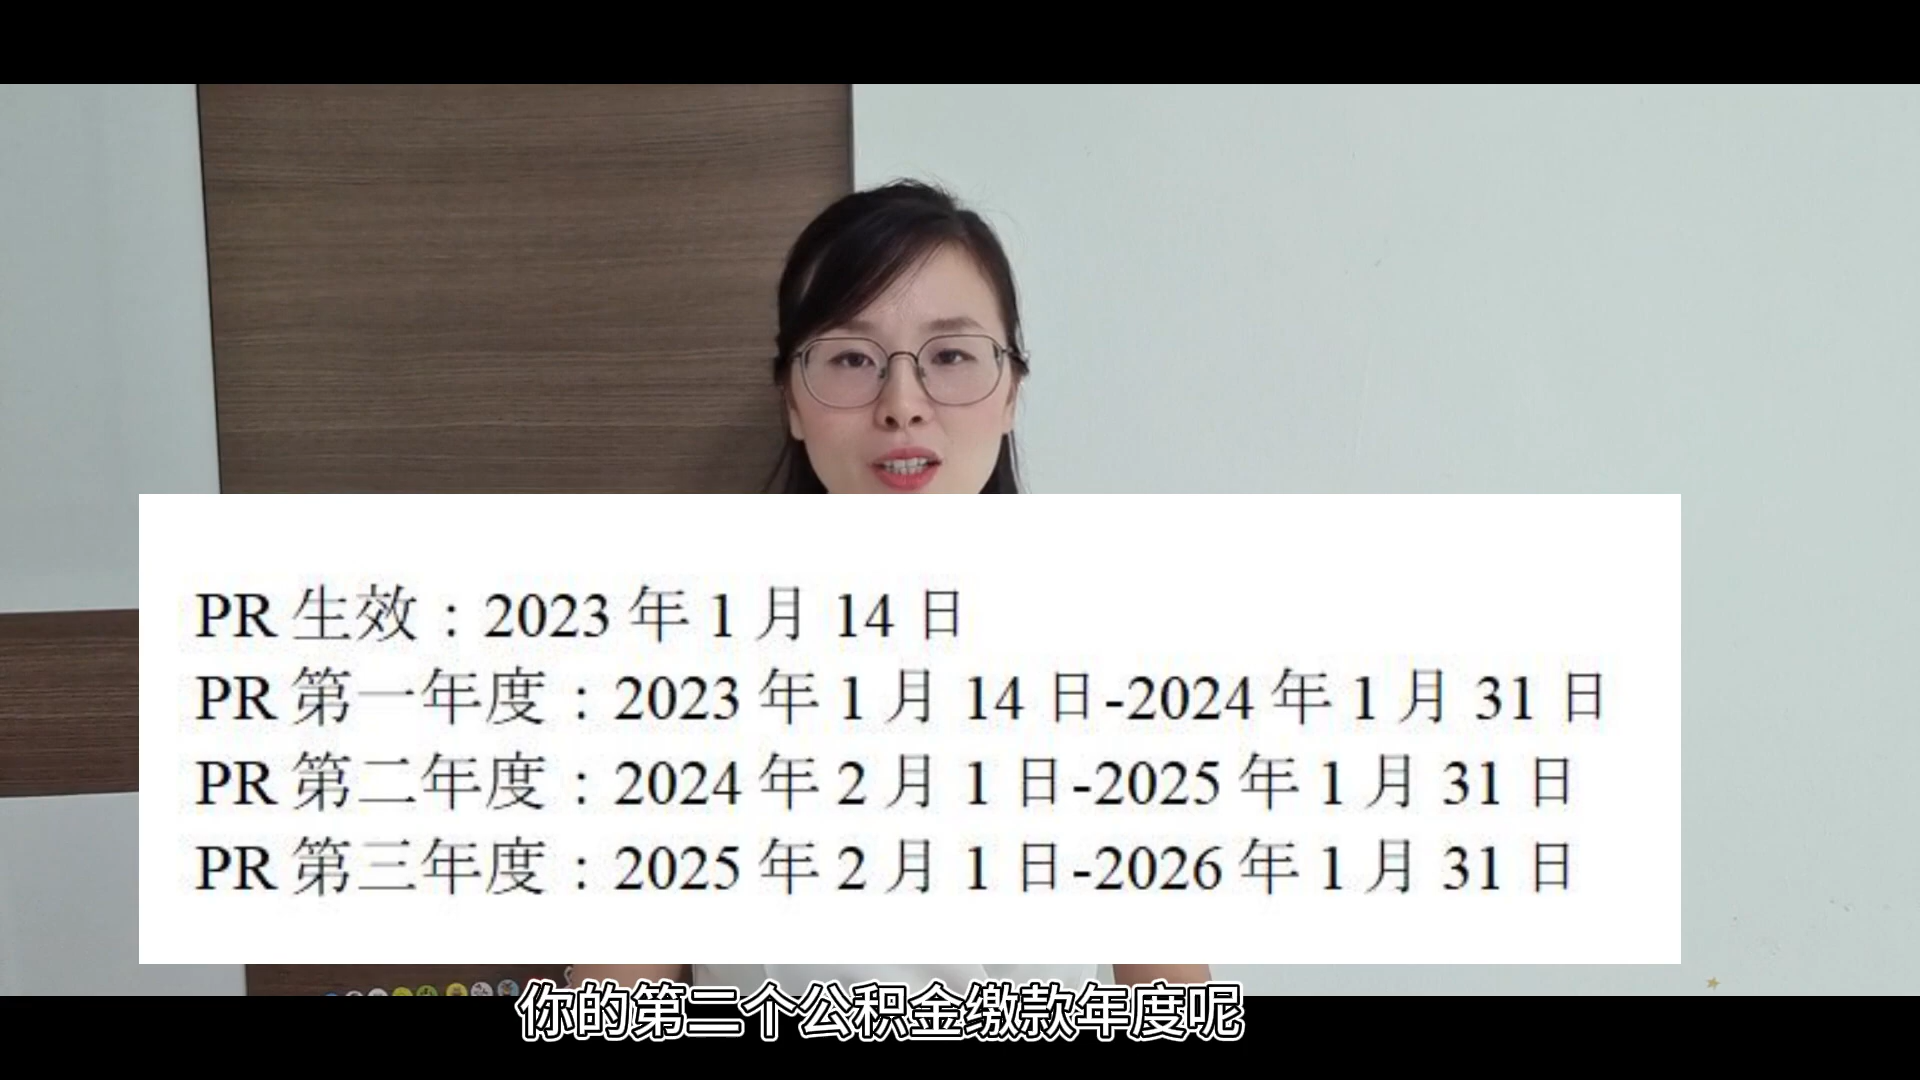 PR 生效：2023 年 1 月 14 日
PR 第一年度：2023 年 1 月 14 日-2024 年 1 月 31 日
PR 第二年度：2024 年 2 月 1 日-2025 年 1 月 31 日
PR 第三年度：2025 年 2 月 1 日-2026 年 1 月 31 日
你的第二个公积金缴款年度呢